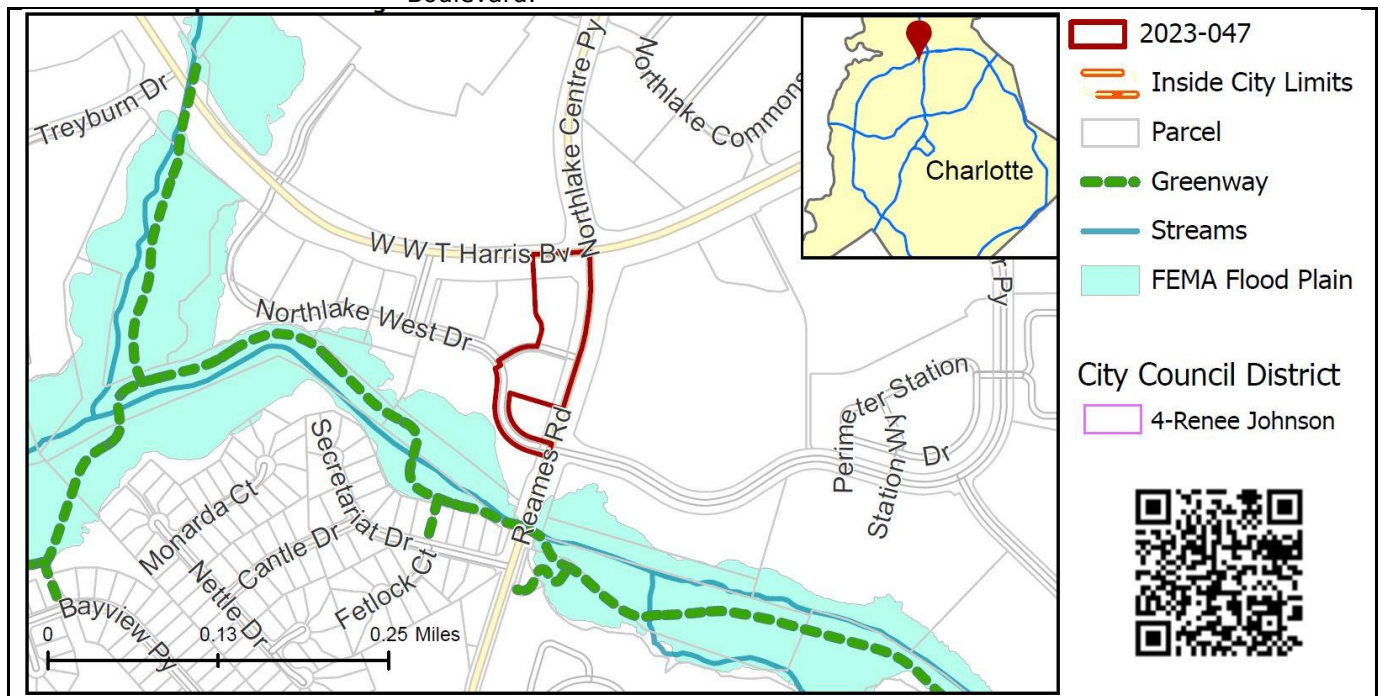 Boulevard.
Treyburn Dr
Northlake Centre Py
Northlake Commons
W W T Harris Bv
Northlake West Dr
Reames Rd
Secretariat Dr
Monarda Ct
Cantle Dr
Nettle Dr
Fetlock Ct
Bayview Py
Perimeter Station
Dr
Station Wy
r Py
0 0.13 0.25 Miles
Charlotte
2023-047
Inside City Limits
Parcel
Greenway
Streams
FEMA Flood Plain
City Council District
4-Renee Johnson